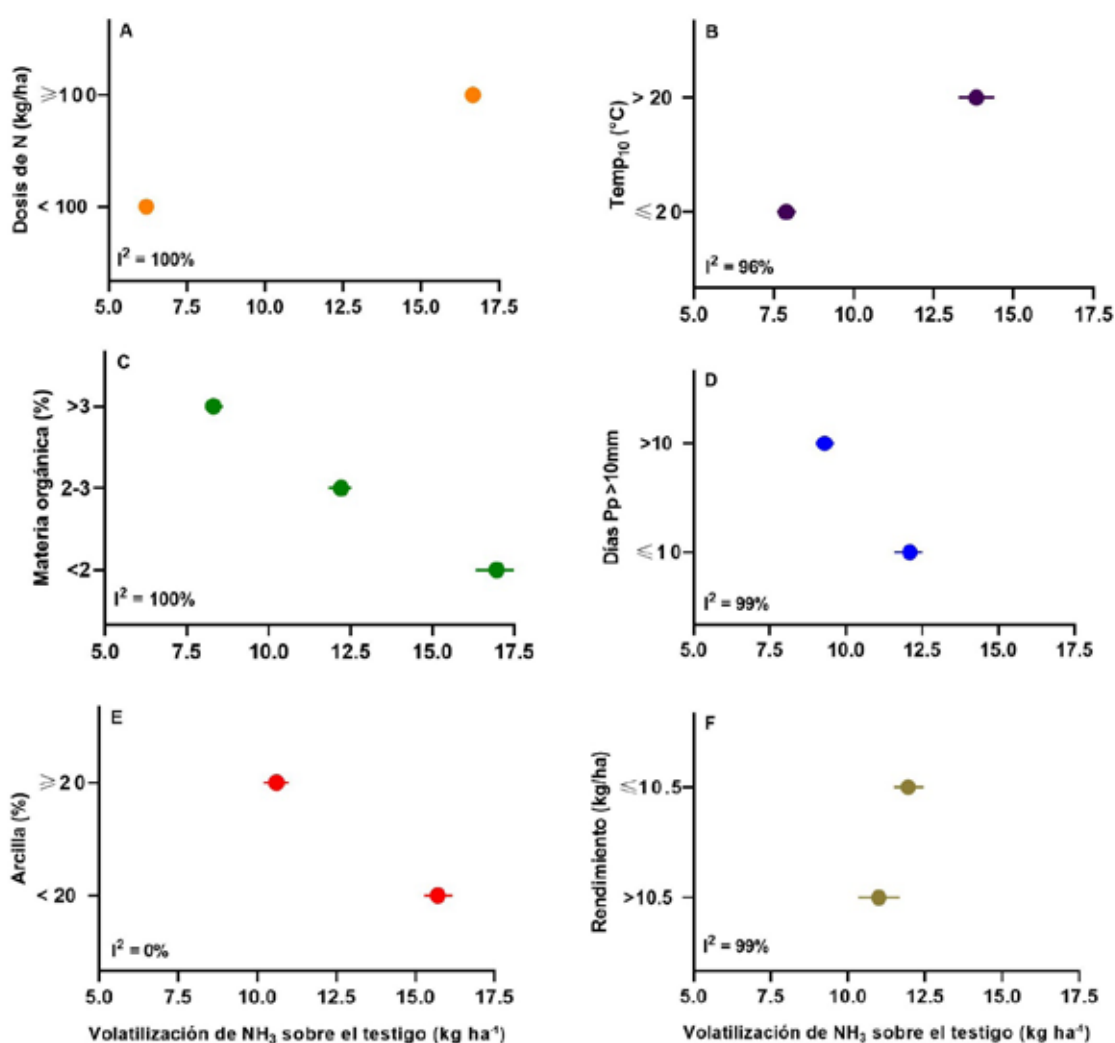 A
Dosis de N (kg/ha)
⩾100
< 100
I² = 100%
5.0 7.5 10.0 12.5 15.0 17.5
B
Temp₁₀ (°C)
> 20
⩽20
I² = 96%
5.0 7.5 10.0 12.5 15.0 17.5
C
Materia orgánica (%)
>3
2-3
<2
I² = 100%
5.0 7.5 10.0 12.5 15.0 17.5
D
Días Pp>10mm
>10
⩽10
I² = 99%
5.0 7.5 10.0 12.5 15.0 17.5
E
Arcilla (%)
⩾20
< 20
I² = 0%
5.0 7.5 10.0 12.5 15.0 17.5
Volatilización de NH₃ sobre el testigo (kg ha⁻¹)
F
Rendimiento (kg/ha)
⩽10.5
>10.5
I² = 99%
5.0 7.5 10.0 12.5 15.0 17.5
Volatilización de NH₃ sobre el testigo (kg ha⁻¹)